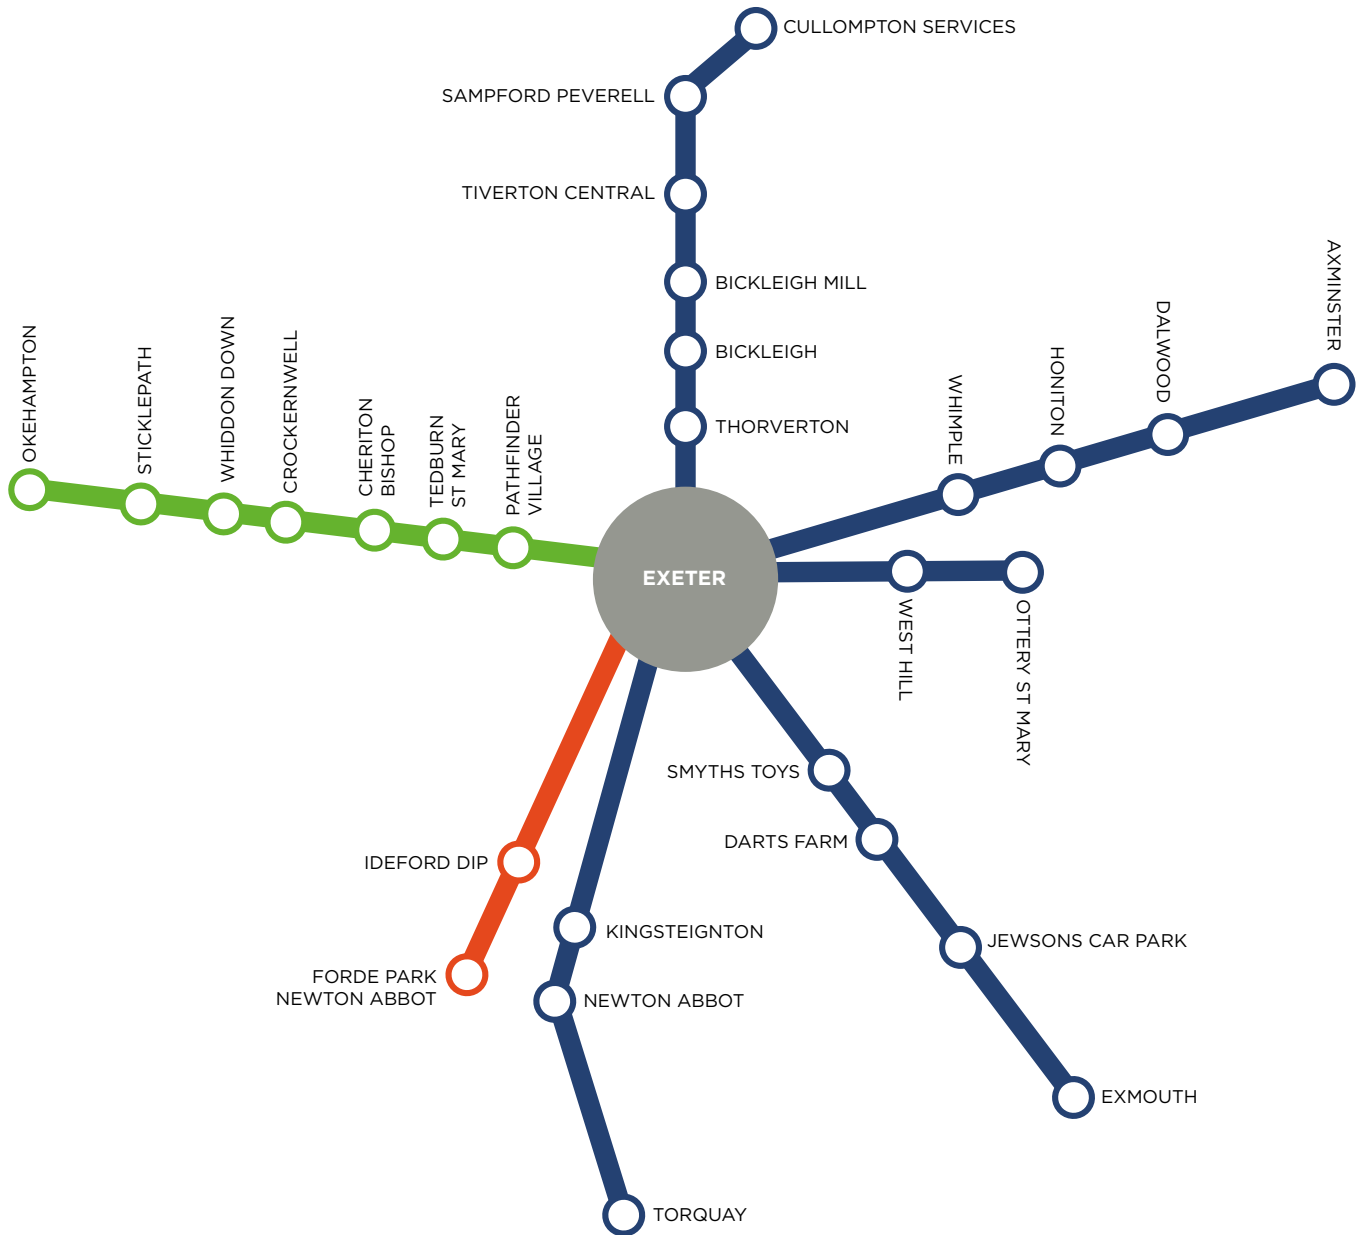 CULLOMPTON SERVICES
SAMPFORD PEVERELL
TIVERTON CENTRAL
BICKLEIGH MILL
BICKLEIGH
THORVERTON
OKEHAMPTON
STICKLEPATH
WHIDDON DOWN
CROCKERNWELL
CHERITON
BISHOP
TEDBURN
ST MARY
PATHFINDER
VILLAGE
WHIMPLE
HONITON
DALWOOD
AXMINSTER
EXETER
WEST HILL
OTTERY ST MARY
SMYTHS TOYS
DARTS FARM
JEWSONS CAR PARK
EXMOUTH
IDEFORD DIP
FORDE PARK
NEWTON ABBOT
KINGSTEIGNTON
NEWTON ABBOT
TORQUAY